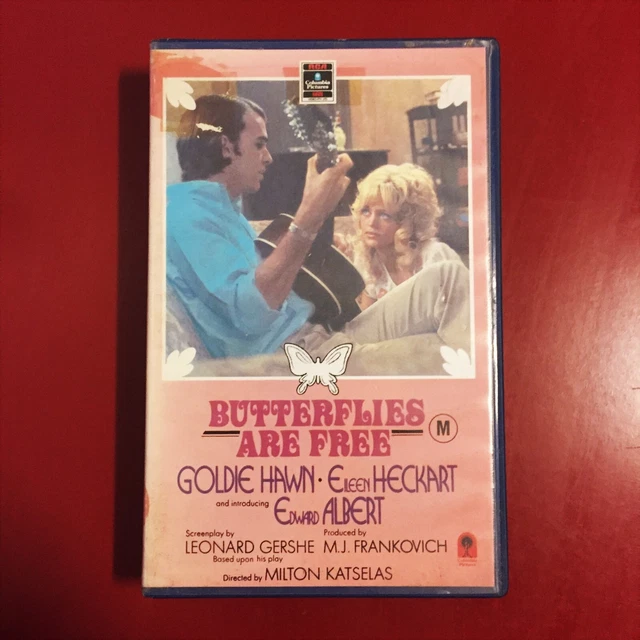 RCA
Columbia
Pictures
BUTTERFLIES
ARE FREE
M
GOLDIE HAWN · EILEEN HECKART
and introducing
EDWARD ALBERT
Screenplay by
LEONARD GERSHE
Based upon his play
Produced by
M.J. FRANKOVICH
Directed by MILTON KATSELAS